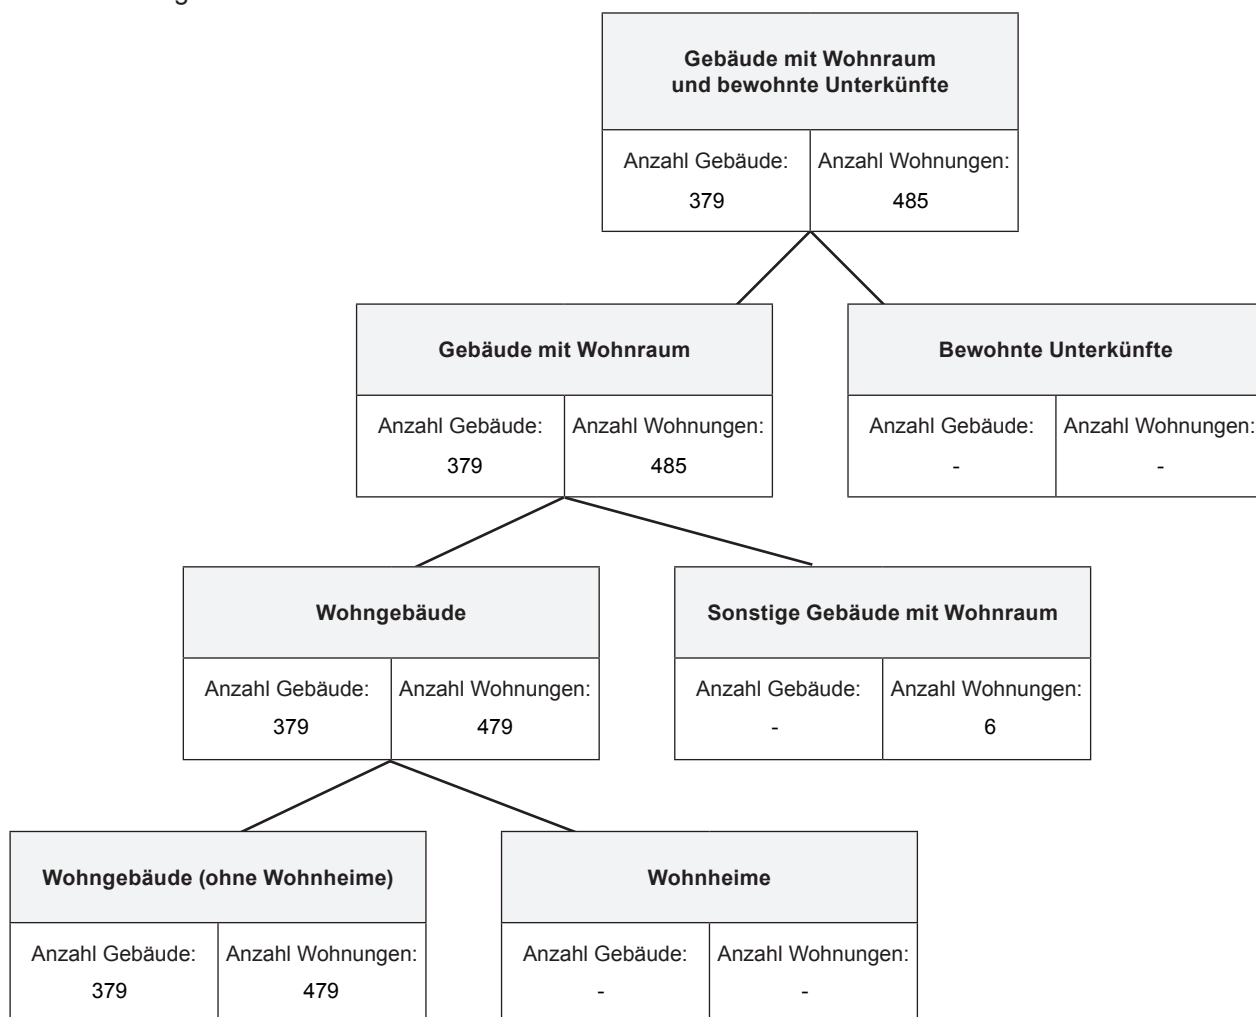 Gebäude mit Wohnraum
und bewohnte Unterkünfte
Anzahl Gebäude: Anzahl Wohnungen:
379 485
Gebäude mit Wohnraum
Bewohnte Unterkünfte
Anzahl Gebäude: Anzahl Wohnungen: Anzahl Gebäude: Anzahl Wohnungen:
379 485 - -
Wohngebäude
Sonstige Gebäude mit Wohnraum
Anzahl Gebäude: Anzahl Wohnungen: Anzahl Gebäude: Anzahl Wohnungen:
379 479 - 6
Wohngebäude (ohne Wohnheime)
Wohnheime
Anzahl Gebäude: Anzahl Wohnungen: Anzahl Gebäude: Anzahl Wohnungen:
379 479 - -